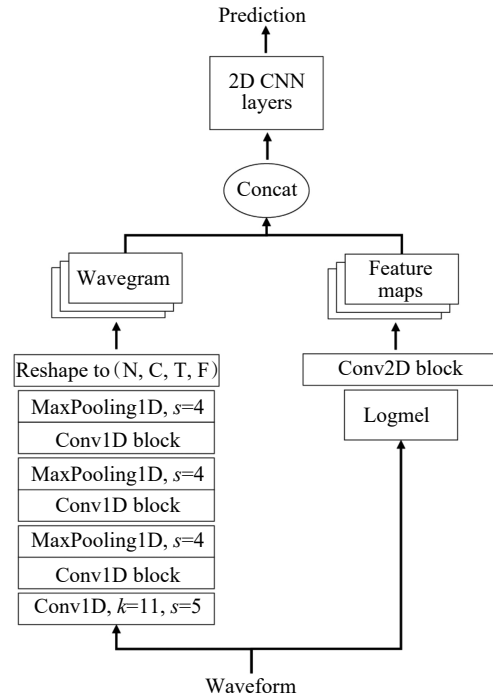 Prediction
2D CNN
layers
Concat
Wavegram
Feature
maps
Reshape to (N, C, T, F)
Conv2D block
MaxPooling1D, s=4
Logmel
Conv1D block
MaxPooling1D, s=4
Conv1D block
MaxPooling1D, s=4
Conv1D block
Conv1D, k=11, s=5
Waveform